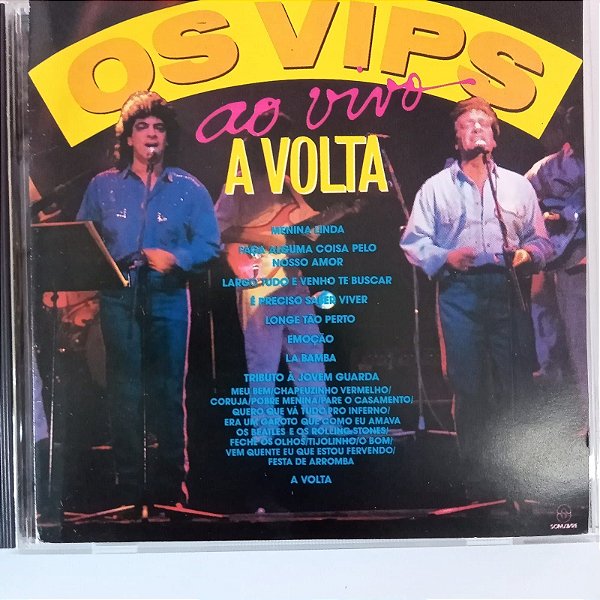 OS VIPS
ao vivo
A VOLTA
MENINA LINDA
FAÇA ALGUMA COISA PELO
NOSSO AMOR
LARGO TUDO E VENHO TE BUSCAR
É PRECISO SABER VIVER
LONGE TÃO PERTO
EMOÇÃO
LA BAMBA
TRIBUTO À JOVEM GUARDA
MEU BEM/CHAPEUZINHO VERMELHO/
CORUJA/POBRE MENINA/PARE O CASAMENTO/
QUERO QUE VÁ TUDO PRO INFERNO/
ERA UM GAROTO QUE COMO EU AMAVA
OS BEATLES E OS ROLLING STONES/
FECHE OS OLHOS/TIJOLINHO/O BOM/
VEM QUENTE EU QUE ESTOU FERVENDO/
FESTA DE ARROMBA
A VOLTA